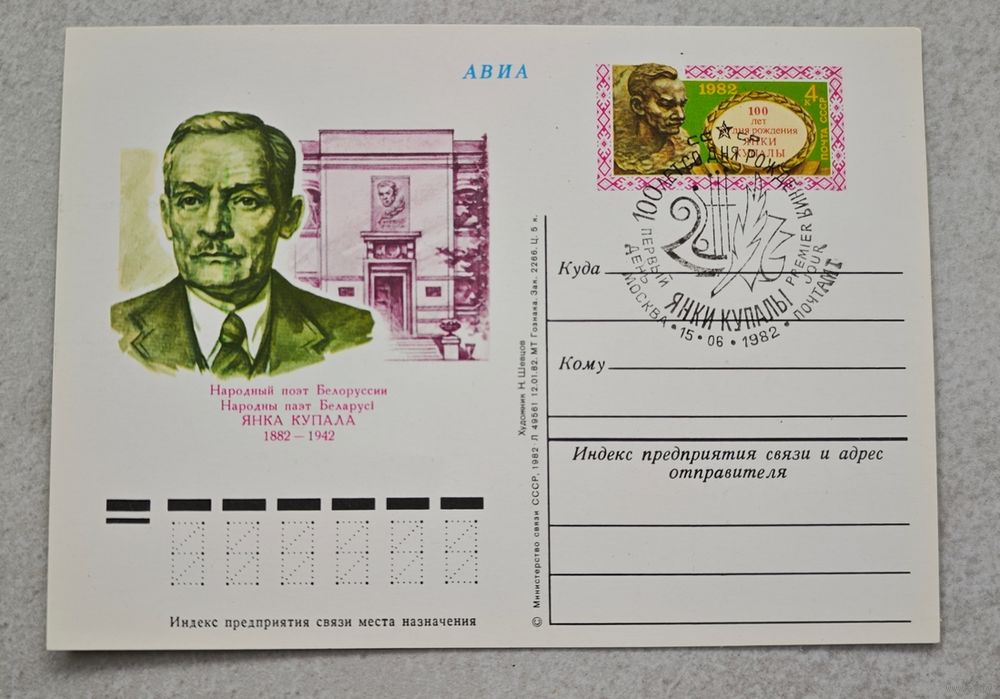 АВИА
1982
4 к
ПОЧТА СССР
100
лет
дня рождения
ЯНКИ
КУПАЛЫ
100 ЛЕТ СО ДНЯ РОЖДЕНИЯ
ЯНКИ КУПАЛЫ
ПЕРВЫЙ
ДЕНЬ
PREMIER
JOUR
МОСКВА • 15 • 06 • 1982 • ПОЧТАМТ
Народный поэт Белоруссии
Народны паэт Беларусі
ЯНКА КУПАЛА
1882 – 1942
Индекс предприятия связи места назначения
© Министерство связи СССР, 1982. Л 49561 12.01.82. МТ Гознака. Зак. 2266. Ц. 5 к.
Художник Н. Шевцов
Куда
Кому
Индекс предприятия связи и адрес
отправителя